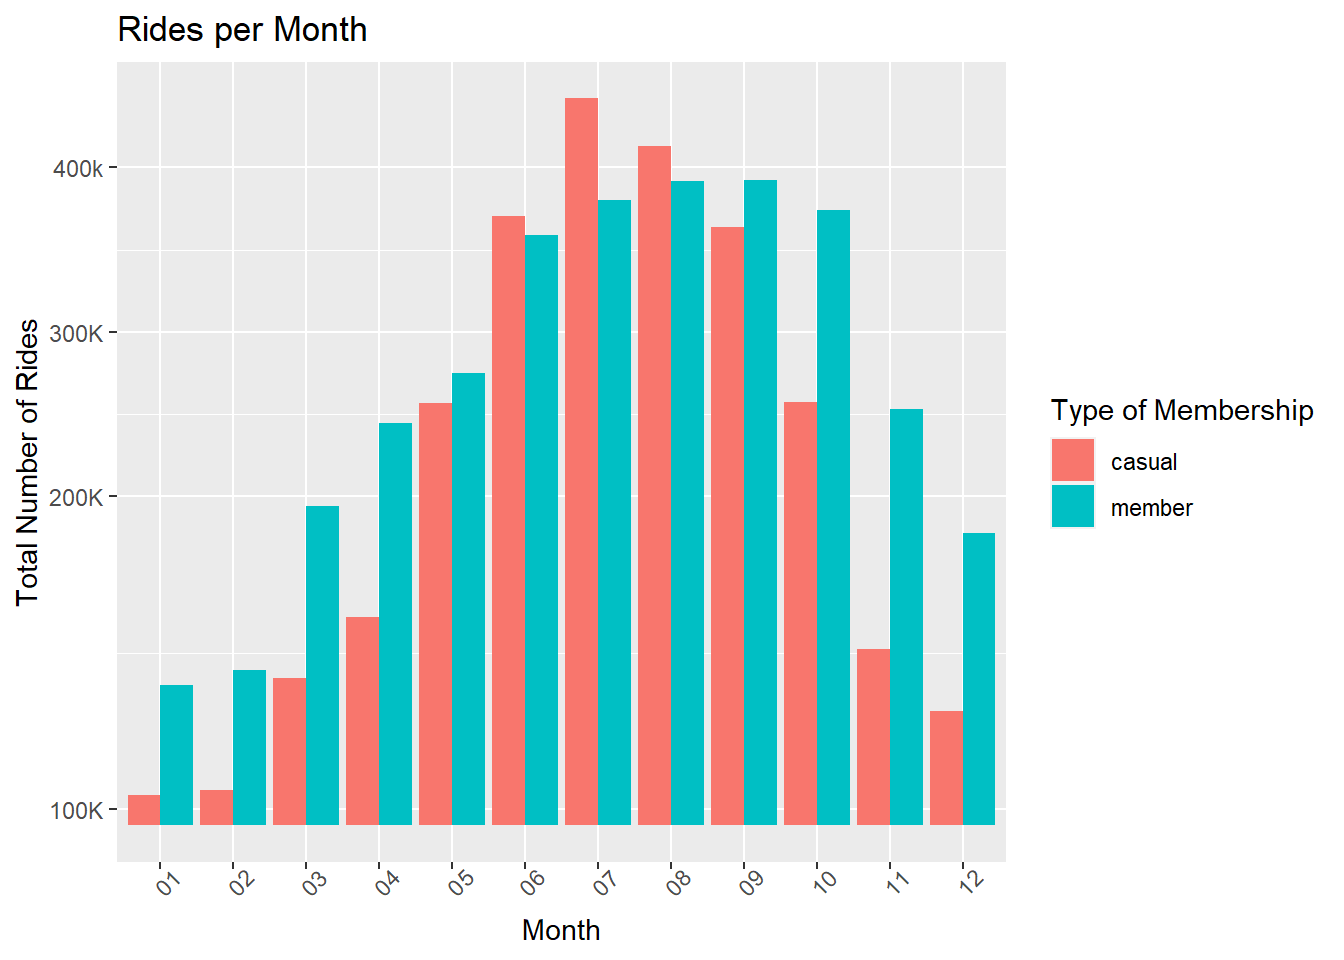 Rides per Month
400k
300K
200K
100K
Total Number of Rides
01 02 03 04 05 06 07 08 09 10 11 12
Month
Type of Membership
casual
member